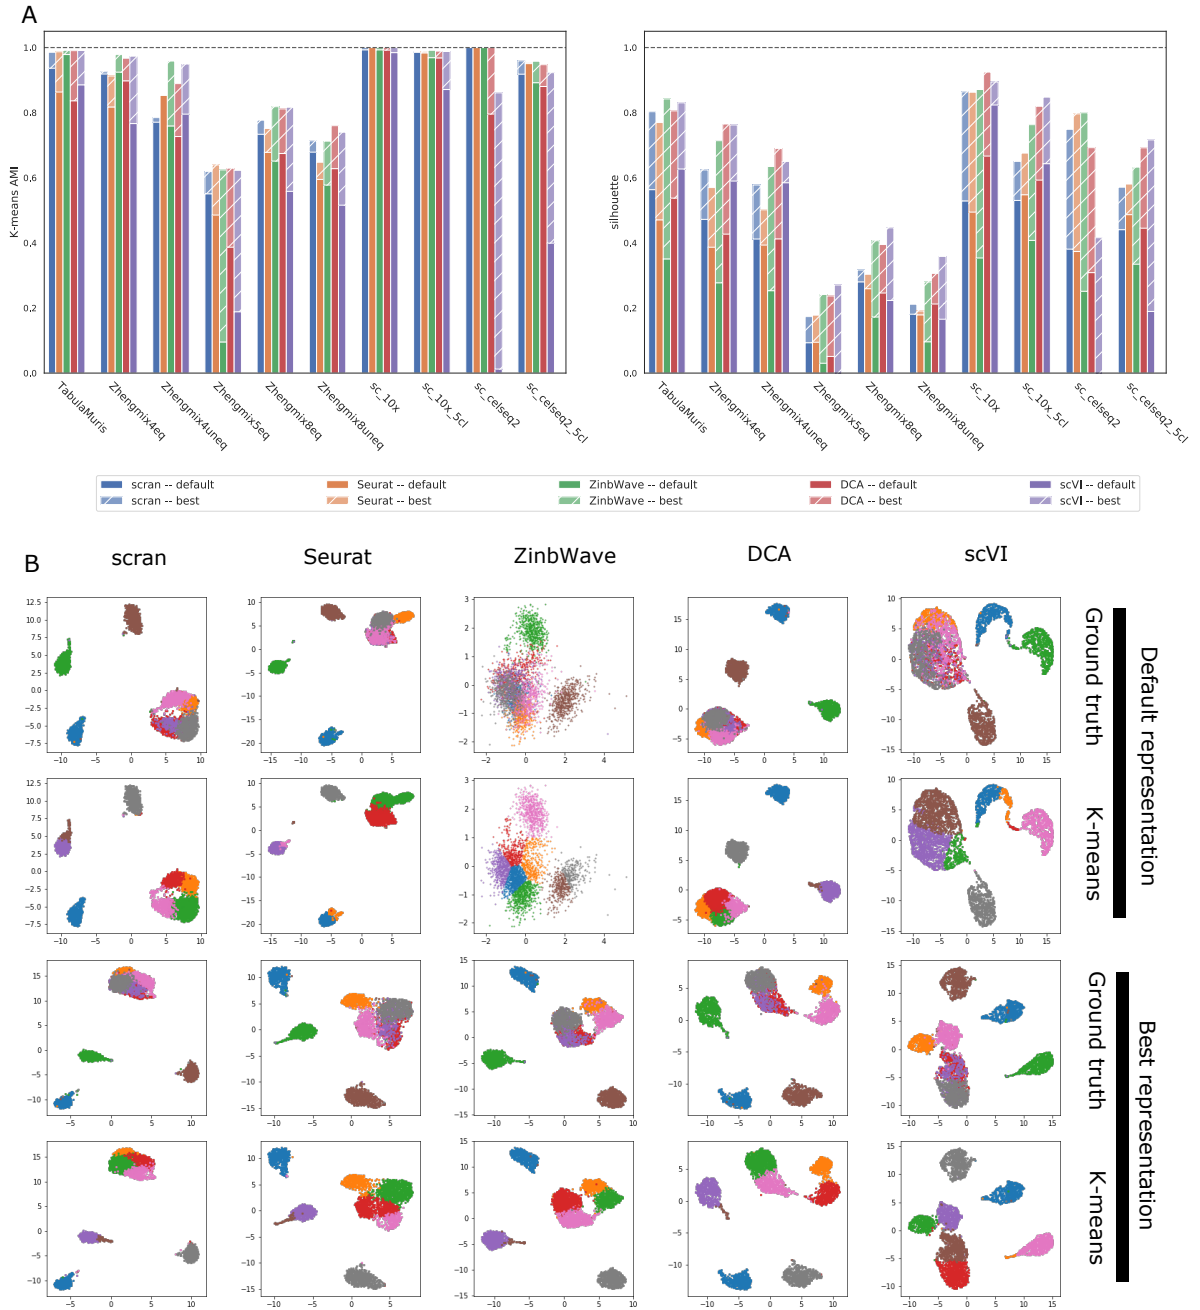 A
1.0
0.8
0.6
0.4
0.2
0.0
K-means AMI
TabulaMuris
Zhengmix4eq
Zhengmix4uneq
Zhengmix5eq
Zhengmix8eq
Zhengmix8uneq
sc_10x
sc_10x_5cl
sc_celseq2
sc_celseq2_5cl
1.0
0.8
0.6
0.4
0.2
0.0
silhouette
TabulaMuris
Zhengmix4eq
Zhengmix4uneq
Zhengmix5eq
Zhengmix8eq
Zhengmix8uneq
sc_10x
sc_10x_5cl
sc_celseq2
sc_celseq2_5cl
scran -- default
scran -- best
Seurat -- default
Seurat -- best
ZinbWave -- default
ZinbWave -- best
DCA -- default
DCA -- best
scVI -- default
scVI -- best
B
scran
Seurat
ZinbWave
DCA
scVI
Ground truth
K-means
Default representation
Ground truth
K-means
Best representation